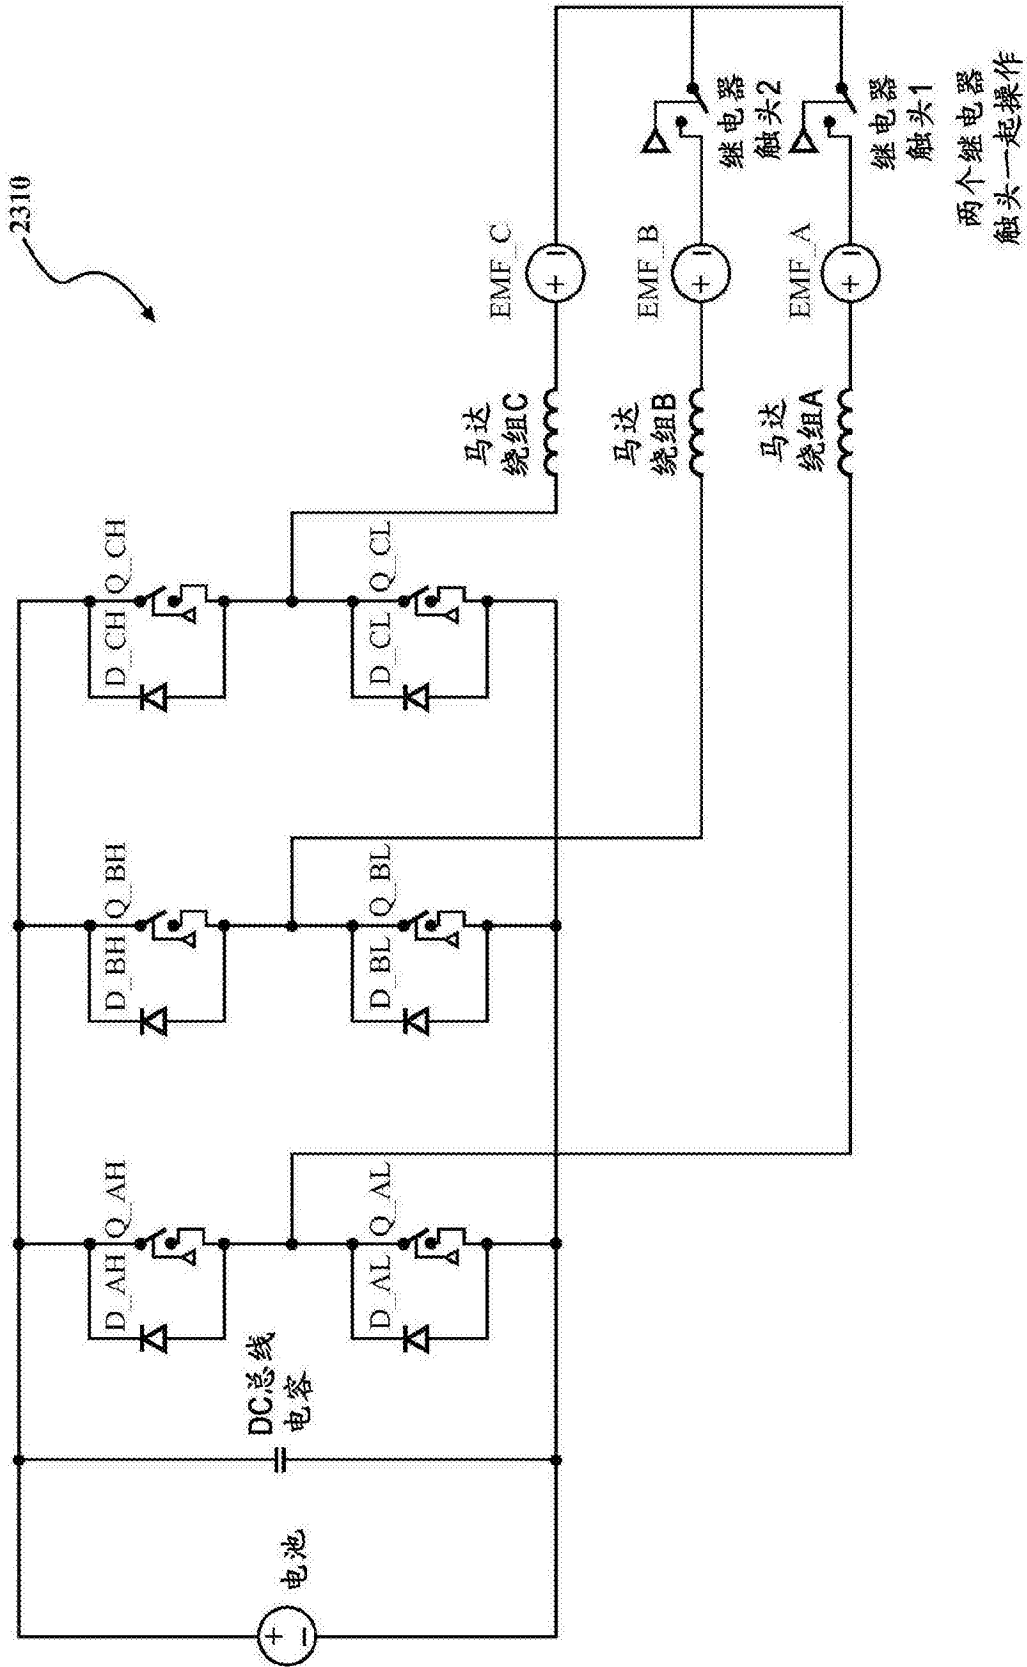 2310
D_CH
Q_CH
D_CL
Q_CL
D_BH
Q_BH
D_BL
Q_BL
D_AH
Q_AH
D_AL
Q_AL
DC总线
电容
电池
+
−
马达
绕组C
马达
绕组B
马达
绕组A
EMF_C
EMF_B
EMF_A
+
−
+
−
+
−
继电器
触头2
继电器
触头1
两个继电器
触头一起操作